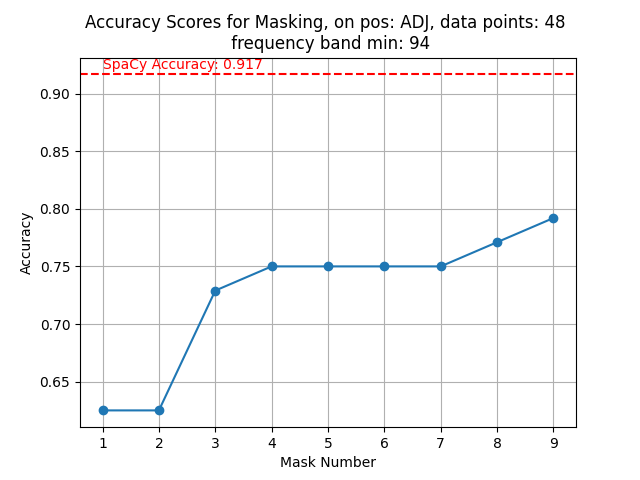 Accuracy Scores for Masking, on pos: ADJ, data points: 48
frequency band min: 94
SpaCy Accuracy: 0.917
0.90
0.85
0.80
0.75
0.70
0.65
Accuracy
1 2 3 4 5 6 7 8 9
Mask Number